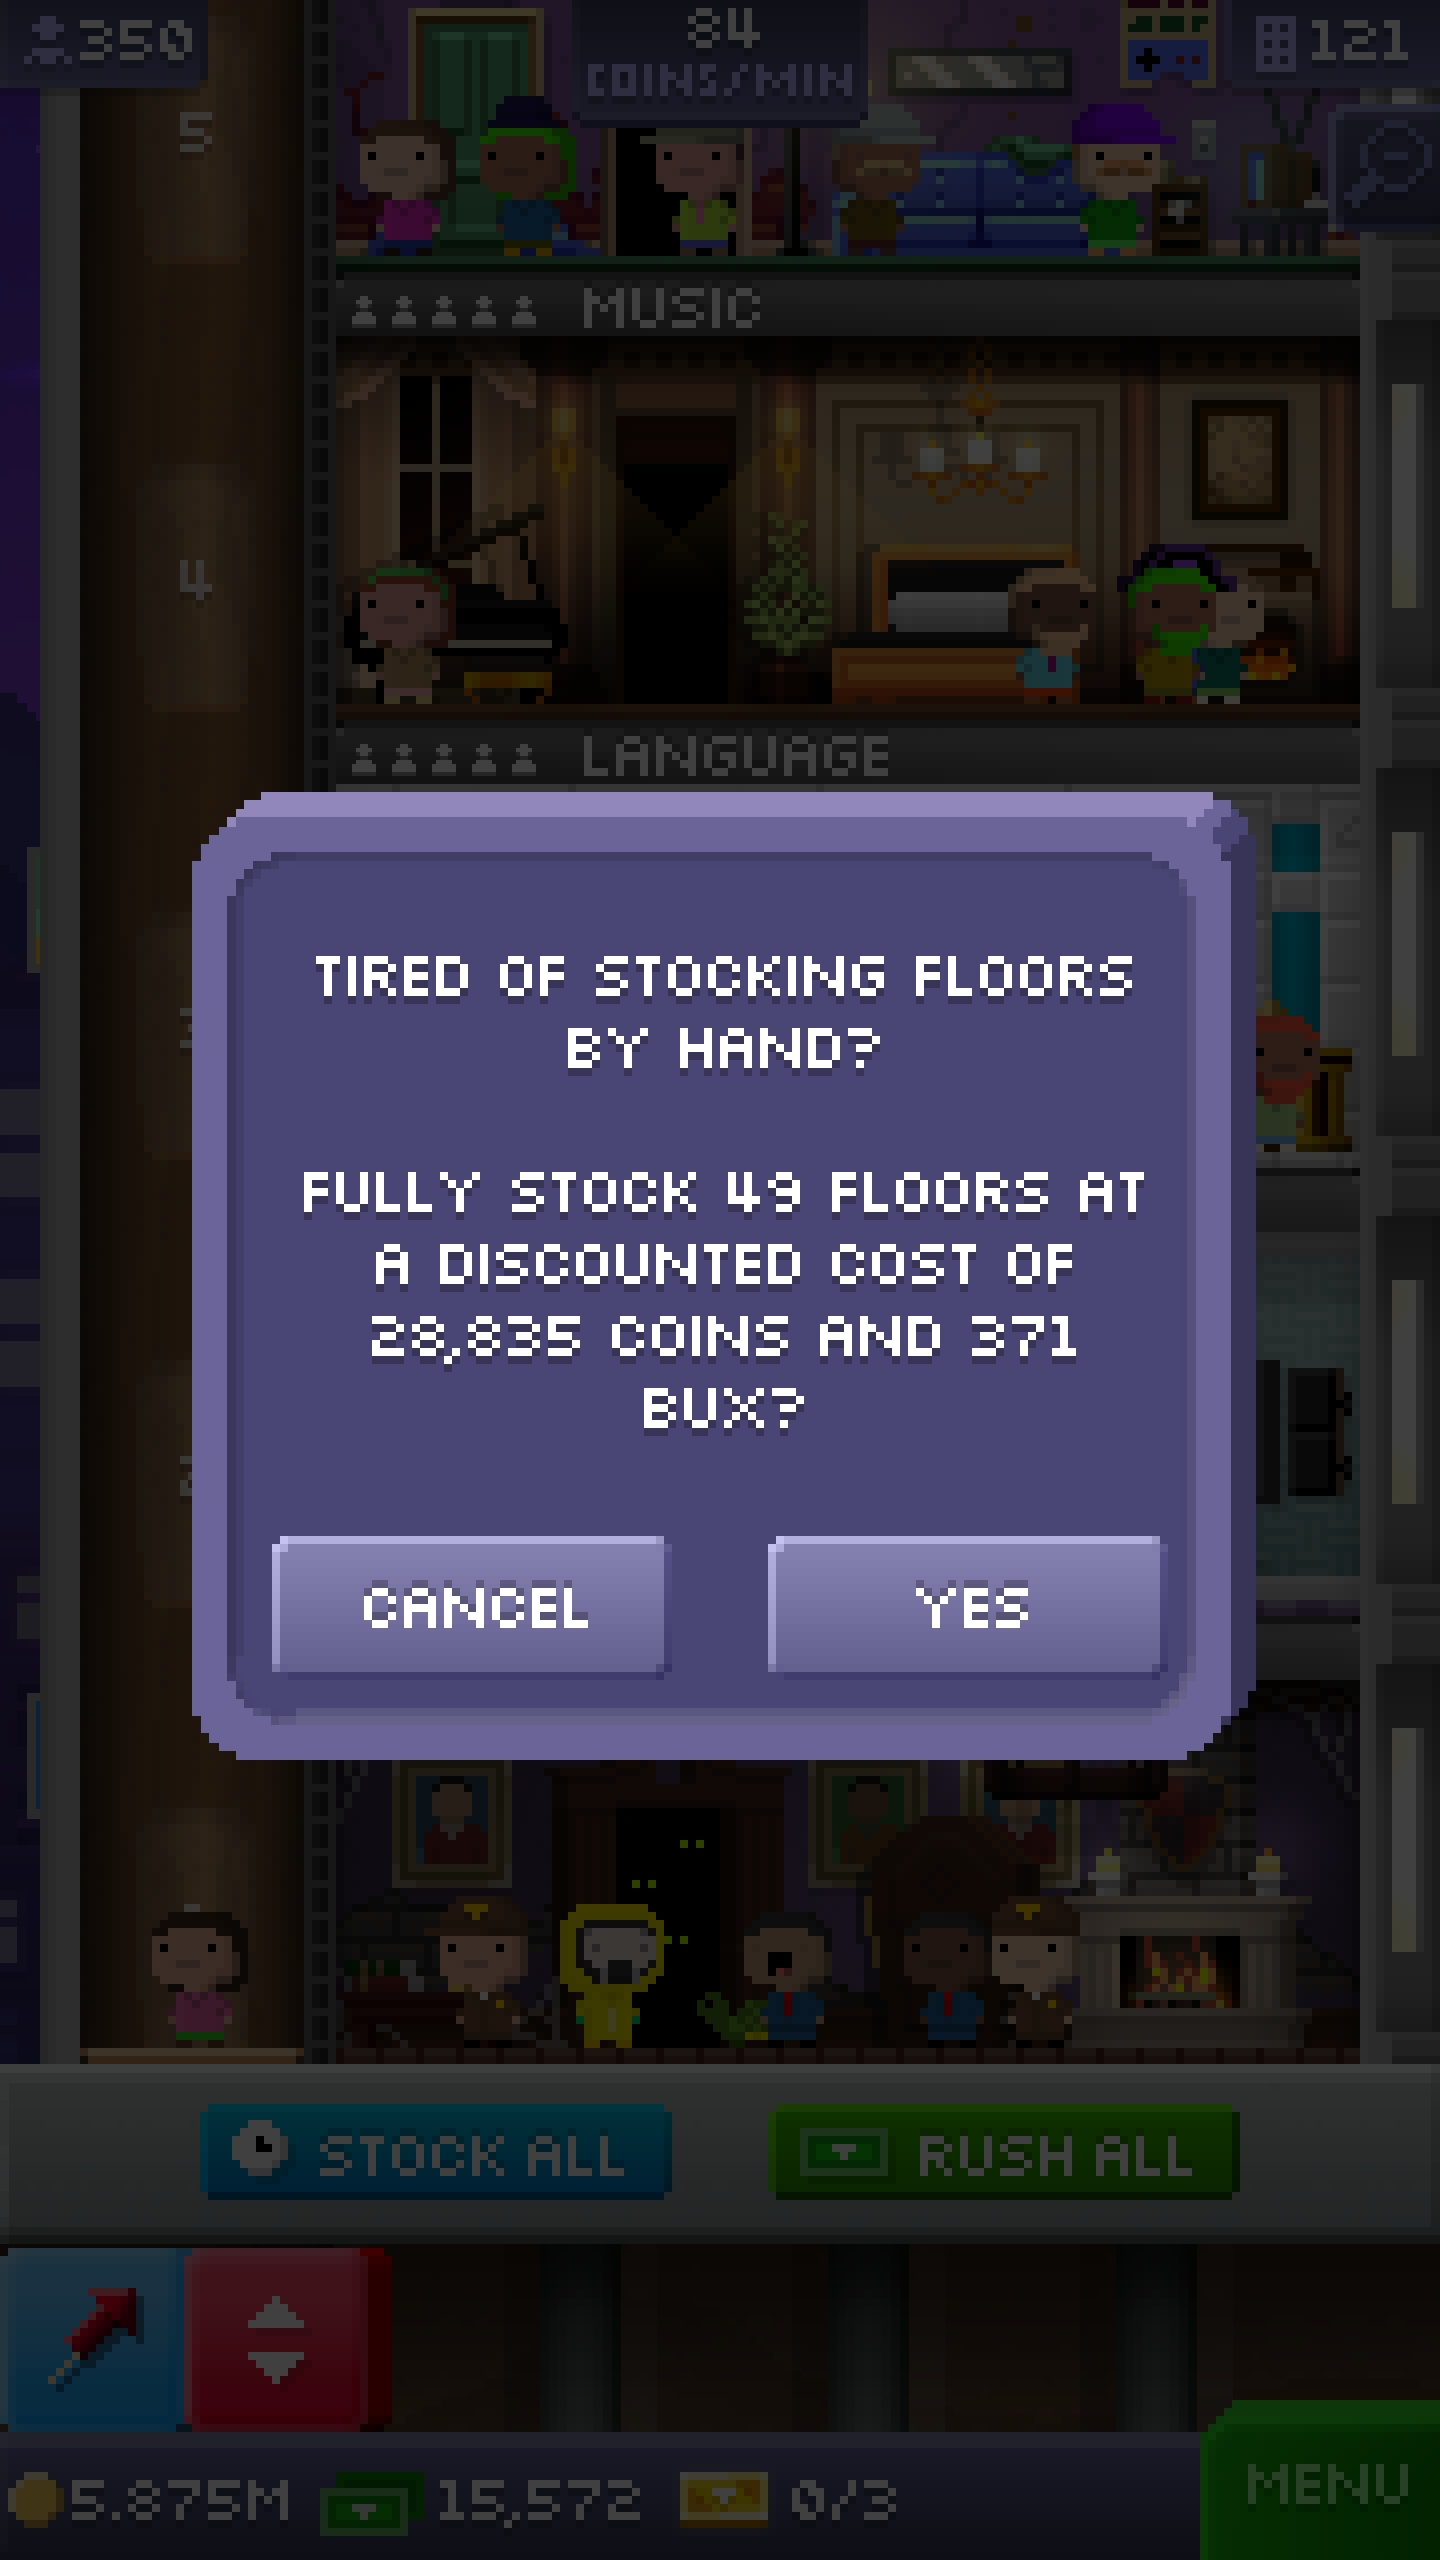 350
84
COINS/MIN
121
5
MUSIC
4
LANGUAGE
TIRED OF STOCKING FLOORS
BY HAND?
FULLY STOCK 49 FLOORS AT
A DISCOUNTED COST OF
28,835 COINS AND 371
BUX?
CANCEL
YES
STOCK ALL
RUSH ALL
5.875M
15,572
0/3
MENU